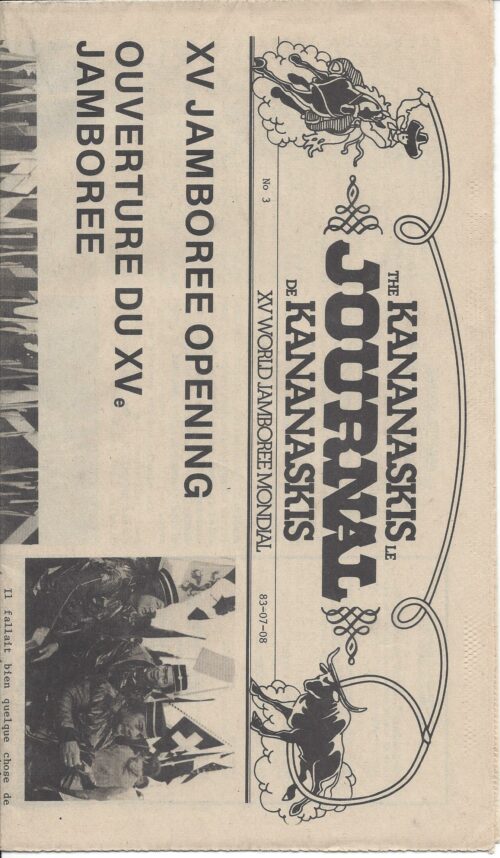 THE KANANASKIS LE
JOURNAL
DE KANANASKIS
XV WORLD JAMBOREE MONDIAL
No 3
83-07-08
XV JAMBOREE OPENING
OUVERTURE DU XVe
JAMBOREE
Il fallait bien quelque chose de